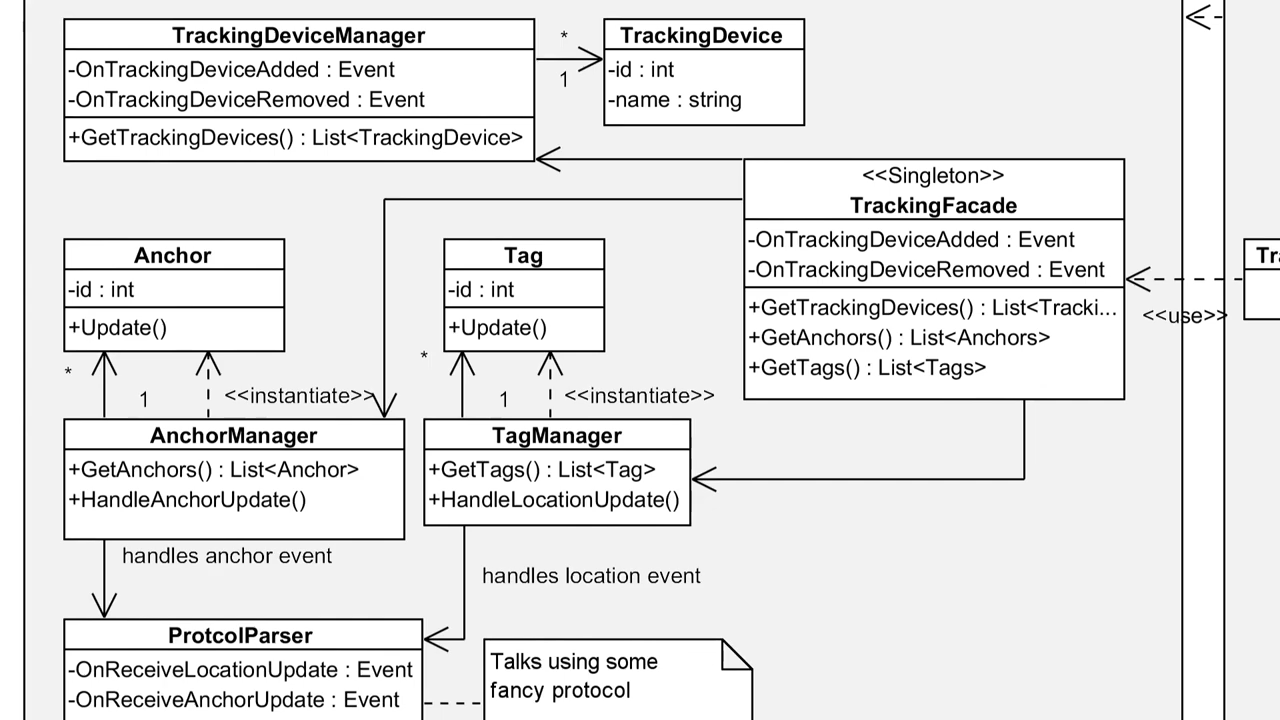 TrackingDeviceManager
-OnTrackingDeviceAdded : Event
-OnTrackingDeviceRemoved : Event
+GetTrackingDevices() : List<TrackingDevice>
*
1
TrackingDevice
-id : int
-name : string
<<Singleton>>
TrackingFacade
-OnTrackingDeviceAdded : Event
-OnTrackingDeviceRemoved : Event
+GetTrackingDevices() : List<Tracki...
+GetAnchors() : List<Anchors>
+GetTags() : List<Tags>
<<use>>
Tra
Anchor
-id : int
+Update()
Tag
-id : int
+Update()
*
1
<<instantiate>>
*
1
<<instantiate>>
AnchorManager
+GetAnchors() : List<Anchor>
+HandleAnchorUpdate()
TagManager
+GetTags() : List<Tag>
+HandleLocationUpdate()
handles anchor event
handles location event
ProtcolParser
-OnReceiveLocationUpdate : Event
-OnReceiveAnchorUpdate : Event
Talks using some
fancy protocol